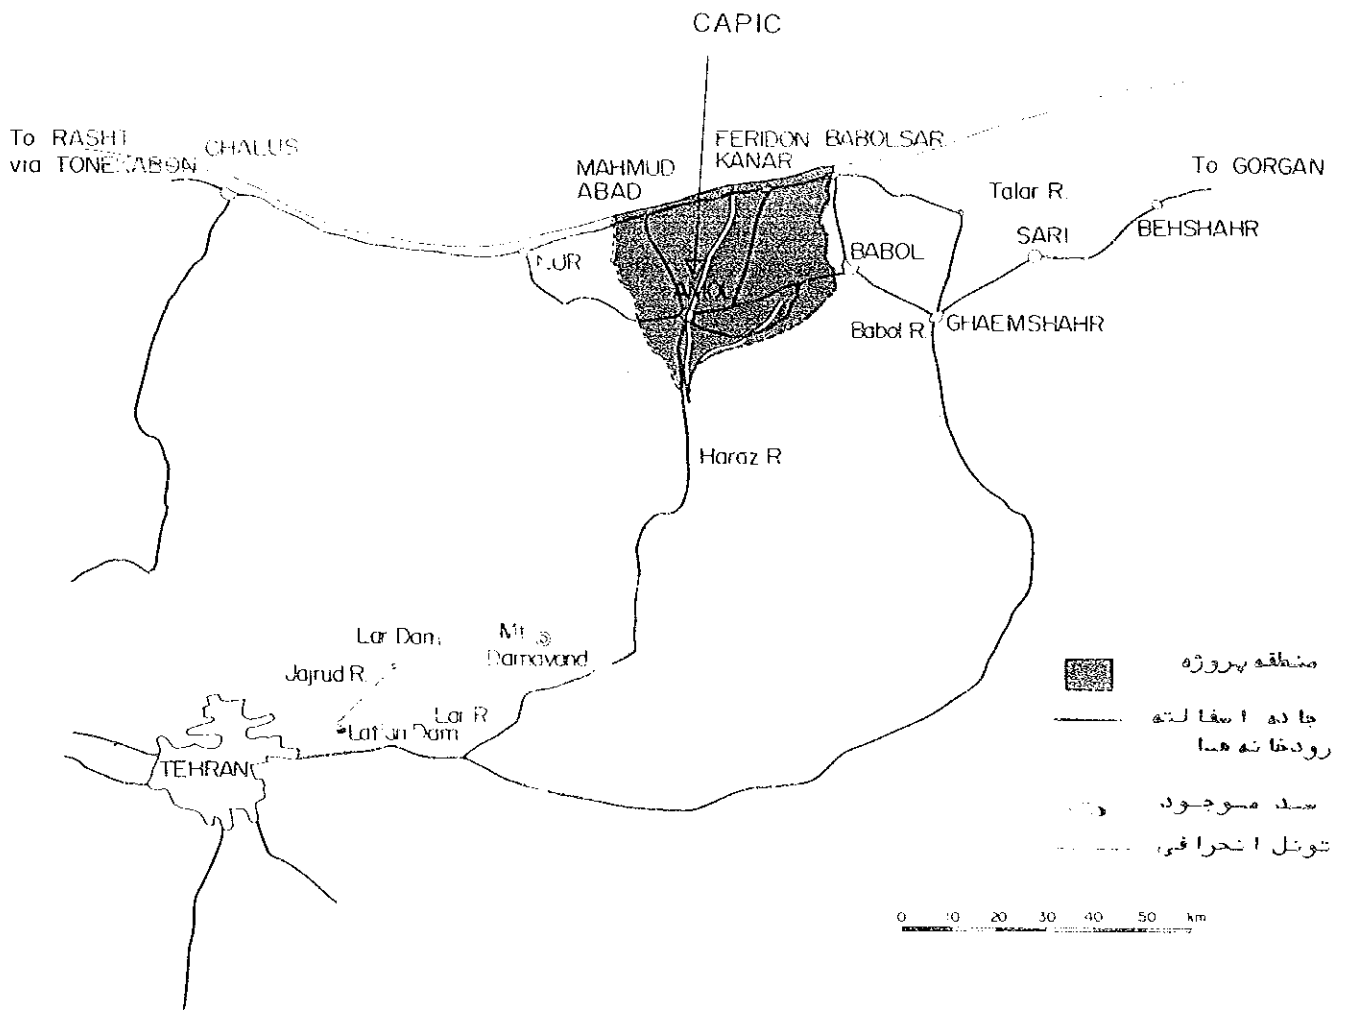 CAPIC
To RASHT
via TONEKABON
CHALUS
MAHMUD
ABAD
FERIDON
KANAR
BABOLSAR
Talar R.
To GORGAN
BEHSHAHR
SARI
BABOL
Babol R.
GHAEMSHAHR
Haraz R
Lar Dam
Mt
Damavand
Jajrud R.
Lar R
Dam
TEHRAN
منطقه پروژه
جاده اسفالته
رودخانه ها
سد موجود
تونل انحرافی
0 10 20 30 40 50 km